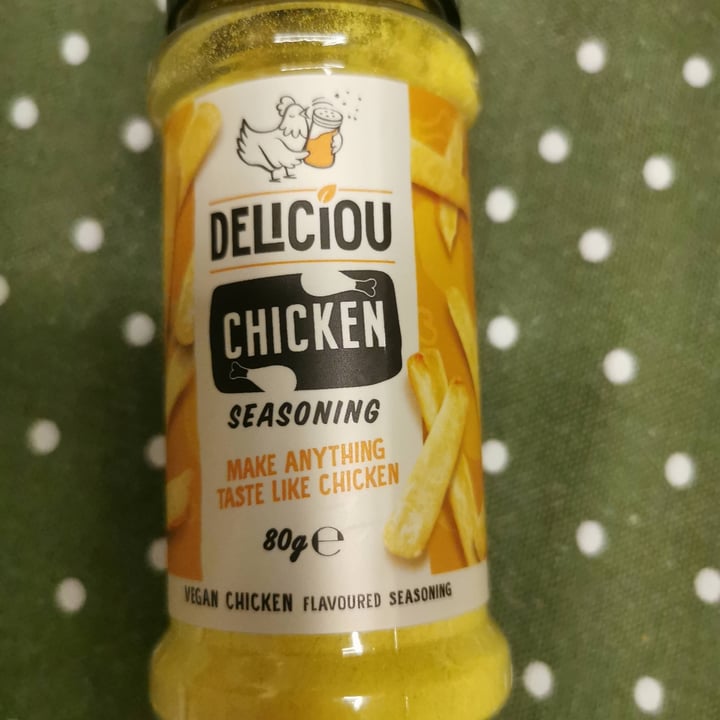 DELICIOU
CHICKEN
SEASONING
MAKE ANYTHING
TASTE LIKE CHICKEN
80g ℮
VEGAN CHICKEN FLAVOURED SEASONING